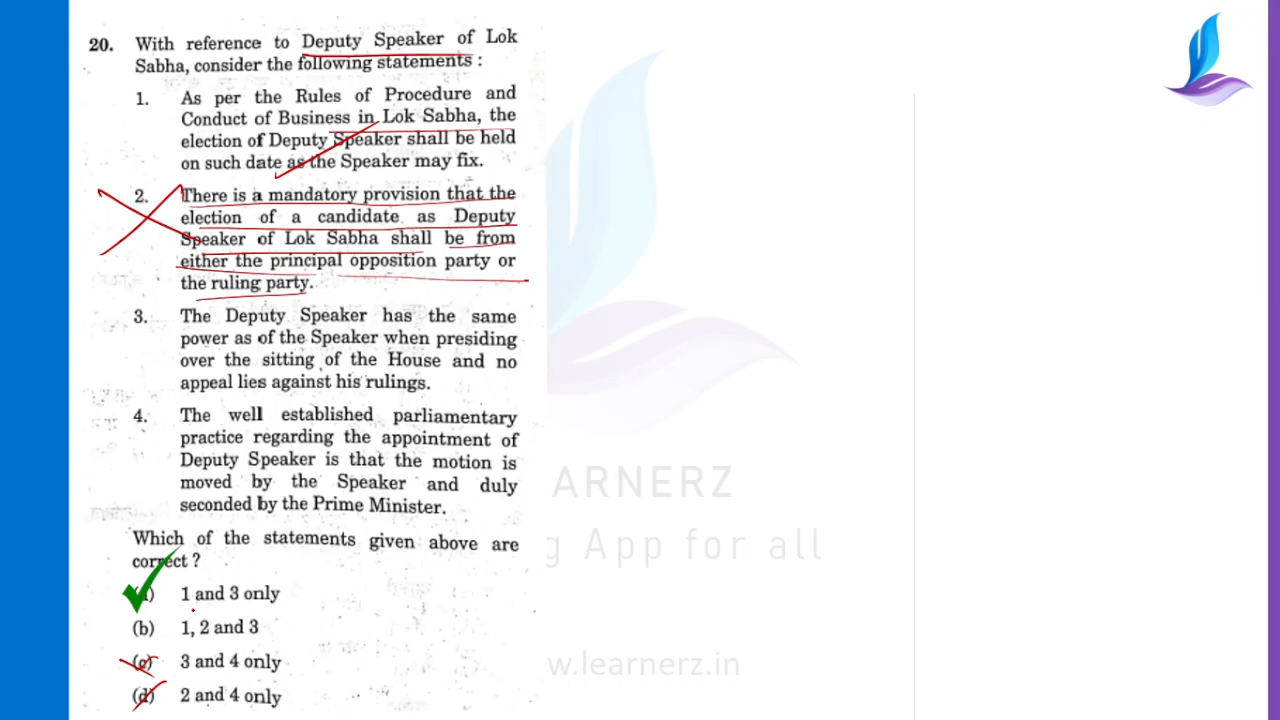 20. With reference to Deputy Speaker of Lok
Sabha, consider the following statements :
1. As per the Rules of Procedure and
Conduct of Business in Lok Sabha, the
election of Deputy Speaker shall be held
on such date as the Speaker may fix.
2. There is a mandatory provision that the
election of a candidate as Deputy
Speaker of Lok Sabha shall be from
either the principal opposition party or
the ruling party.
3. The Deputy Speaker has the same
power as of the Speaker when presiding
over the sitting of the House and no
appeal lies against his rulings.
4. The well established parliamentary
practice regarding the appointment of
Deputy Speaker is that the motion is
moved by the Speaker and duly
seconded by the Prime Minister.
Which of the statements given above are
correct ?
1 and 3 only
(b) 1, 2 and 3
(c) 3 and 4 only
(d) 2 and 4 only
ARNERZ
g App for all
w.learnerz.in